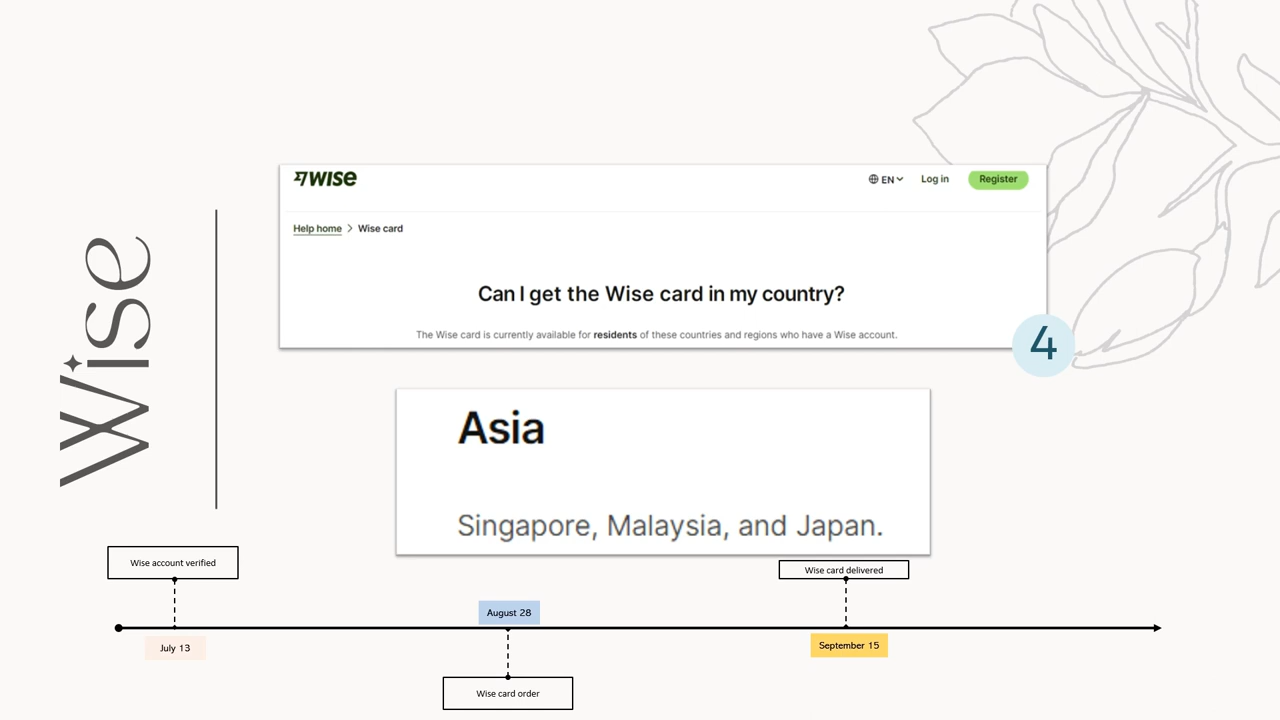 Wise
WISE
EN
Log in
Register
Help home > Wise card
Can I get the Wise card in my country?
The Wise card is currently available for residents of these countries and regions who have a Wise account.
4
Asia
Singapore, Malaysia, and Japan.
Wise account verified
Wise card delivered
August 28
July 13
September 15
Wise card order